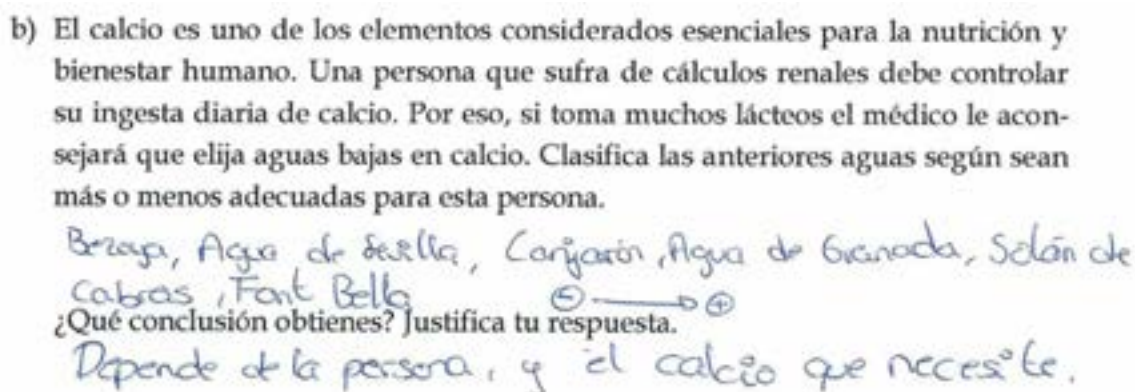 b) El calcio es uno de los elementos considerados esenciales para la nutrición y
bienestar humano. Una persona que sufra de cálculos renales debe controlar
su ingesta diaria de calcio. Por eso, si toma muchos lácteos el médico le acon-
sejará que elija aguas bajas en calcio. Clasifica las anteriores aguas según sean
más o menos adecuadas para esta persona.
Bezoya, Agua de Sevilla, Lanjarón, Agua de Granada, Solán de
Cabras, Font Bella ⊖ → ⊕
¿Qué conclusión obtienes? Justifica tu respuesta.
Depende de la persona, y el calcio que necesite.